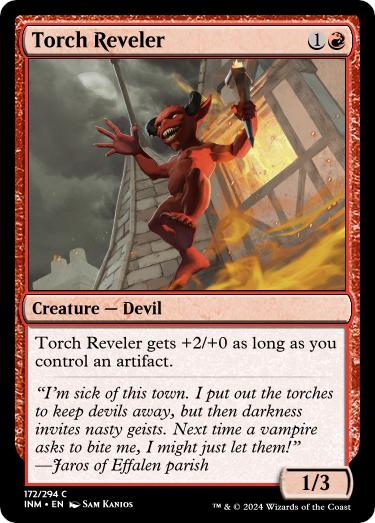 Torch Reveler 1
Creature — Devil
Torch Reveler gets +2/+0 as long as you
control an artifact.
“I’m sick of this town. I put out the torches
to keep devils away, but then darkness
invites nasty geists. Next time a vampire
asks to bite me, I might just let them!”
—Jaros of Effalen parish
1/3
172/294 C
INM • EN Sam Kanios
™ & © 2024 Wizards of the Coast